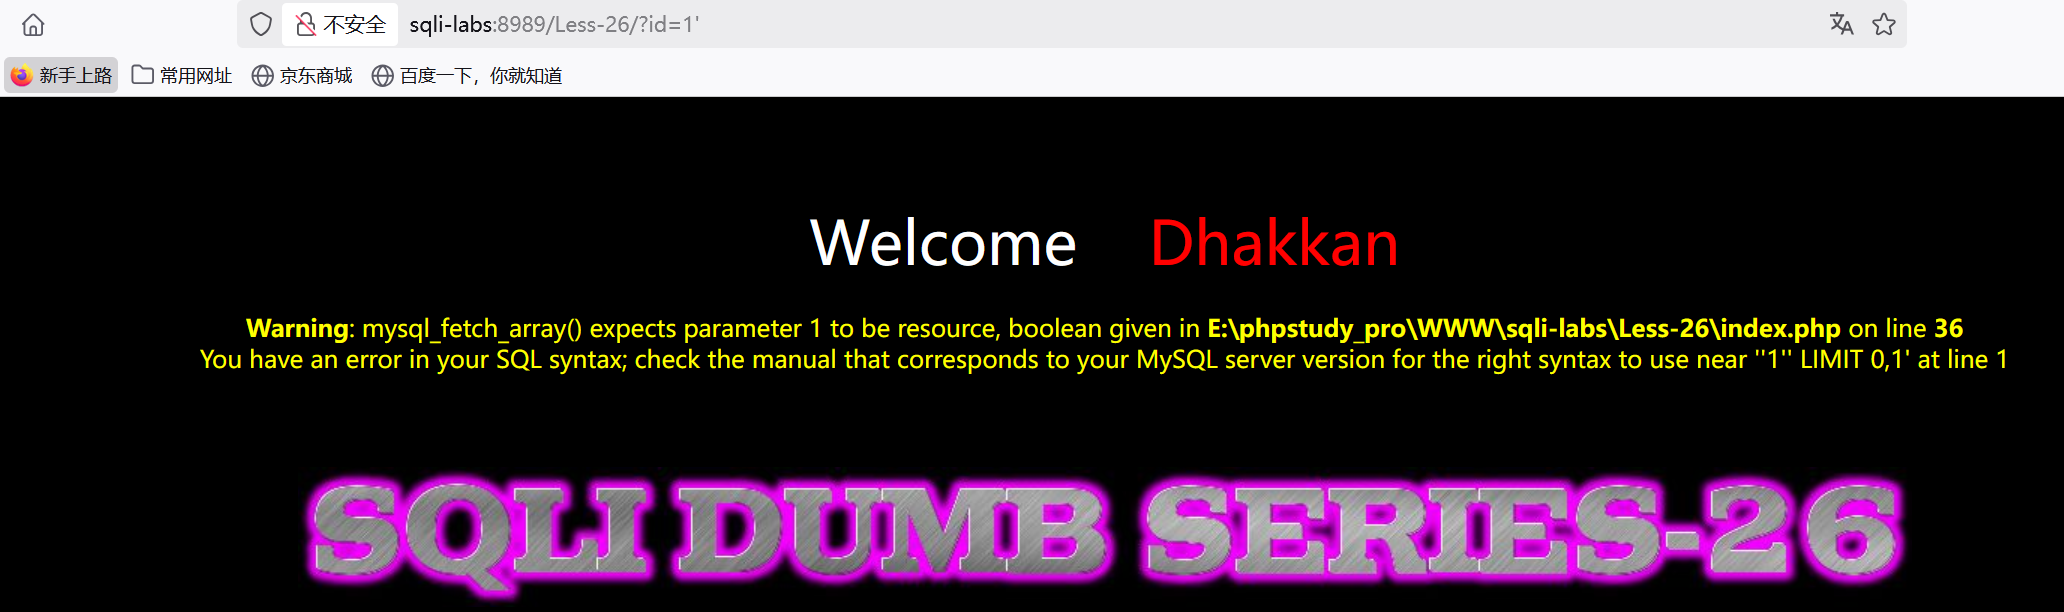 不安全 sqli-labs:8989/Less-26/?id=1'
新手上路 常用网址 京东商城 百度一下，你就知道
Welcome Dhakkan
Warning: mysql_fetch_array() expects parameter 1 to be resource, boolean given in E:\phpstudy_pro\WWW\sqli-labs\Less-26\index.php on line 36
You have an error in your SQL syntax; check the manual that corresponds to your MySQL server version for the right syntax to use near ''1'' LIMIT 0,1' at line 1
SQLI DUMB SERIES-26